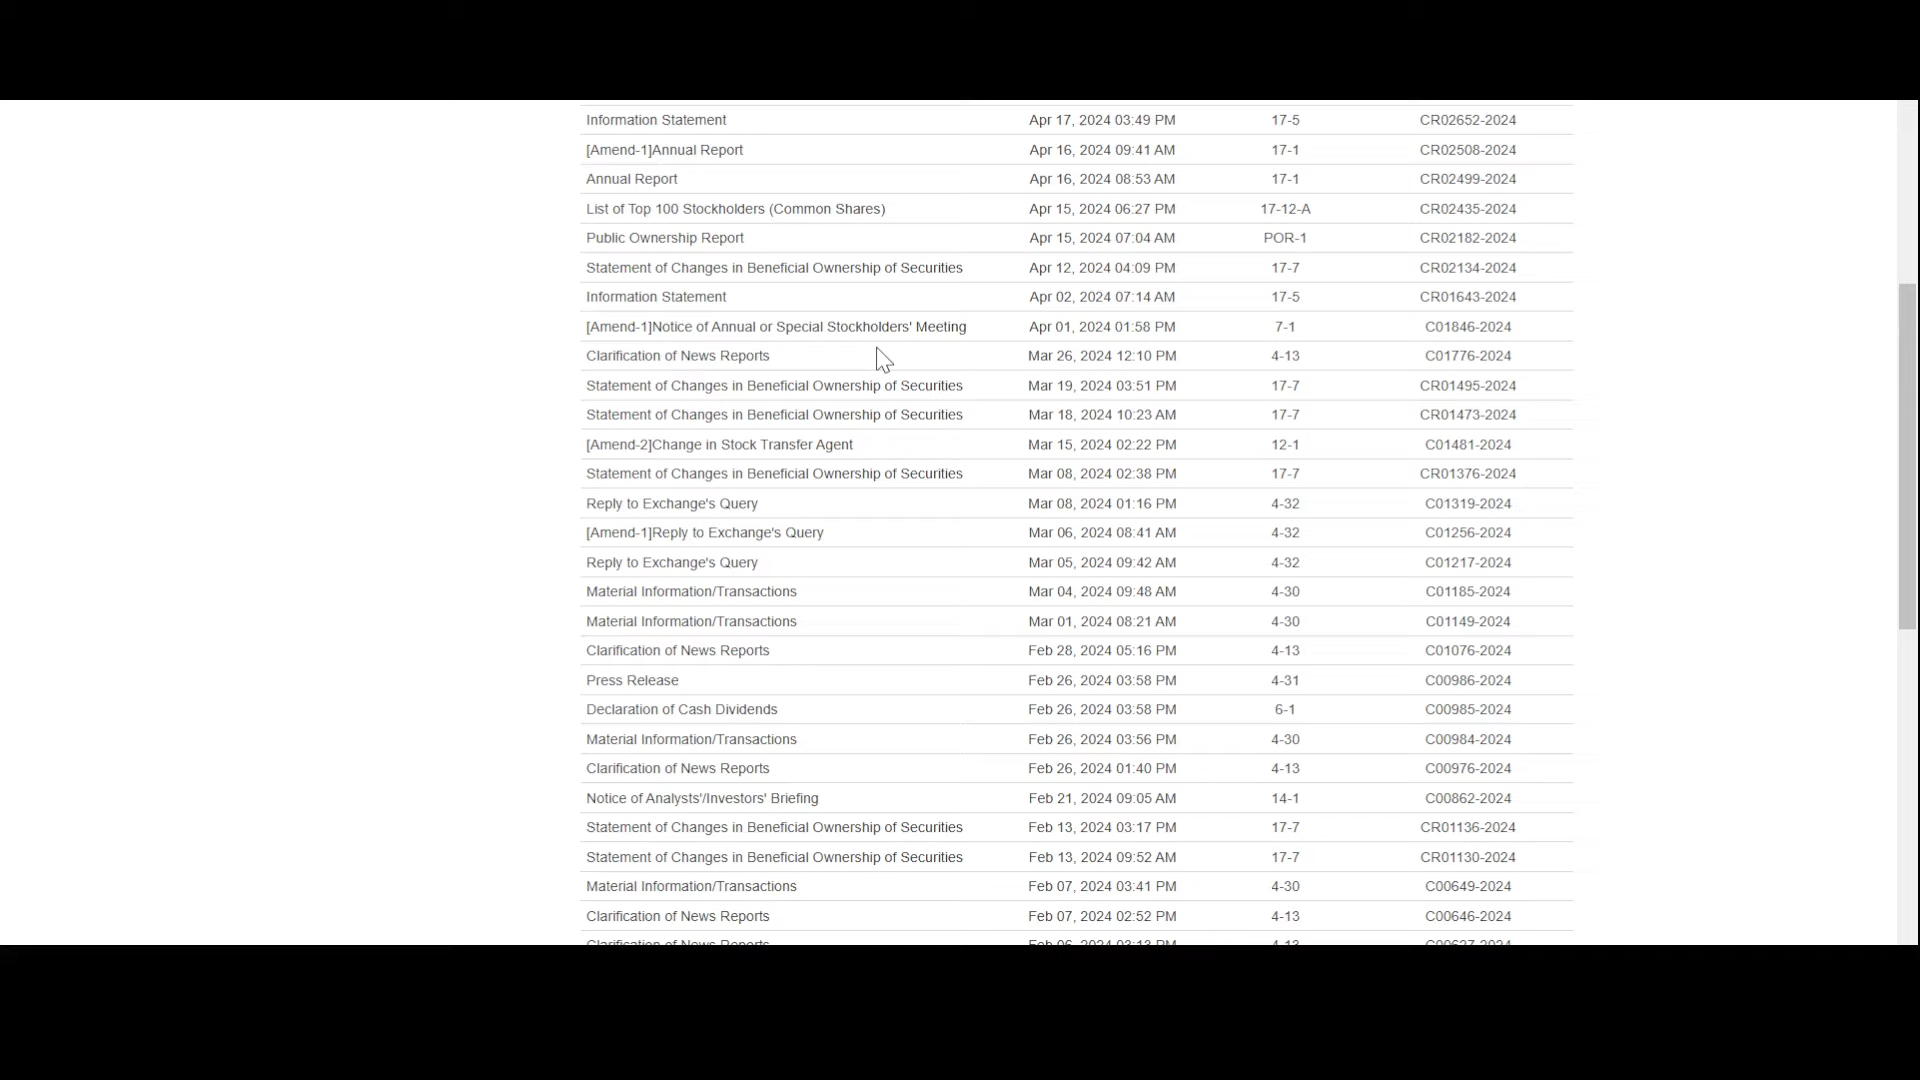 Information Statement Apr 17, 2024 03:49 PM 17-5 CR02652-2024
[Amend-1]Annual Report Apr 16, 2024 09:41 AM 17-1 CR02508-2024
Annual Report Apr 16, 2024 08:53 AM 17-1 CR02499-2024
List of Top 100 Stockholders (Common Shares) Apr 15, 2024 06:27 PM 17-12-A CR02435-2024
Public Ownership Report Apr 15, 2024 07:04 AM POR-1 CR02182-2024
Statement of Changes in Beneficial Ownership of Securities Apr 12, 2024 04:09 PM 17-7 CR02134-2024
Information Statement Apr 02, 2024 07:14 AM 17-5 CR01643-2024
[Amend-1]Notice of Annual or Special Stockholders' Meeting Apr 01, 2024 01:58 PM 7-1 C01846-2024
Clarification of News Reports Mar 26, 2024 12:10 PM 4-13 C01776-2024
Statement of Changes in Beneficial Ownership of Securities Mar 19, 2024 03:51 PM 17-7 CR01495-2024
Statement of Changes in Beneficial Ownership of Securities Mar 18, 2024 10:23 AM 17-7 CR01473-2024
[Amend-2]Change in Stock Transfer Agent Mar 15, 2024 02:22 PM 12-1 C01481-2024
Statement of Changes in Beneficial Ownership of Securities Mar 08, 2024 02:38 PM 17-7 CR01376-2024
Reply to Exchange's Query Mar 08, 2024 01:16 PM 4-32 C01319-2024
[Amend-1]Reply to Exchange's Query Mar 06, 2024 08:41 AM 4-32 C01256-2024
Reply to Exchange's Query Mar 05, 2024 09:42 AM 4-32 C01217-2024
Material Information/Transactions Mar 04, 2024 09:48 AM 4-30 C01185-2024
Material Information/Transactions Mar 01, 2024 08:21 AM 4-30 C01149-2024
Clarification of News Reports Feb 28, 2024 05:16 PM 4-13 C01076-2024
Press Release Feb 26, 2024 03:58 PM 4-31 C00986-2024
Declaration of Cash Dividends Feb 26, 2024 03:58 PM 6-1 C00985-2024
Material Information/Transactions Feb 26, 2024 03:56 PM 4-30 C00984-2024
Clarification of News Reports Feb 26, 2024 01:40 PM 4-13 C00976-2024
Notice of Analysts'/Investors' Briefing Feb 21, 2024 09:05 AM 14-1 C00862-2024
Statement of Changes in Beneficial Ownership of Securities Feb 13, 2024 03:17 PM 17-7 CR01136-2024
Statement of Changes in Beneficial Ownership of Securities Feb 13, 2024 09:52 AM 17-7 CR01130-2024
Material Information/Transactions Feb 07, 2024 03:41 PM 4-30 C00649-2024
Clarification of News Reports Feb 07, 2024 02:52 PM 4-13 C00646-2024
Clarification of News Reports